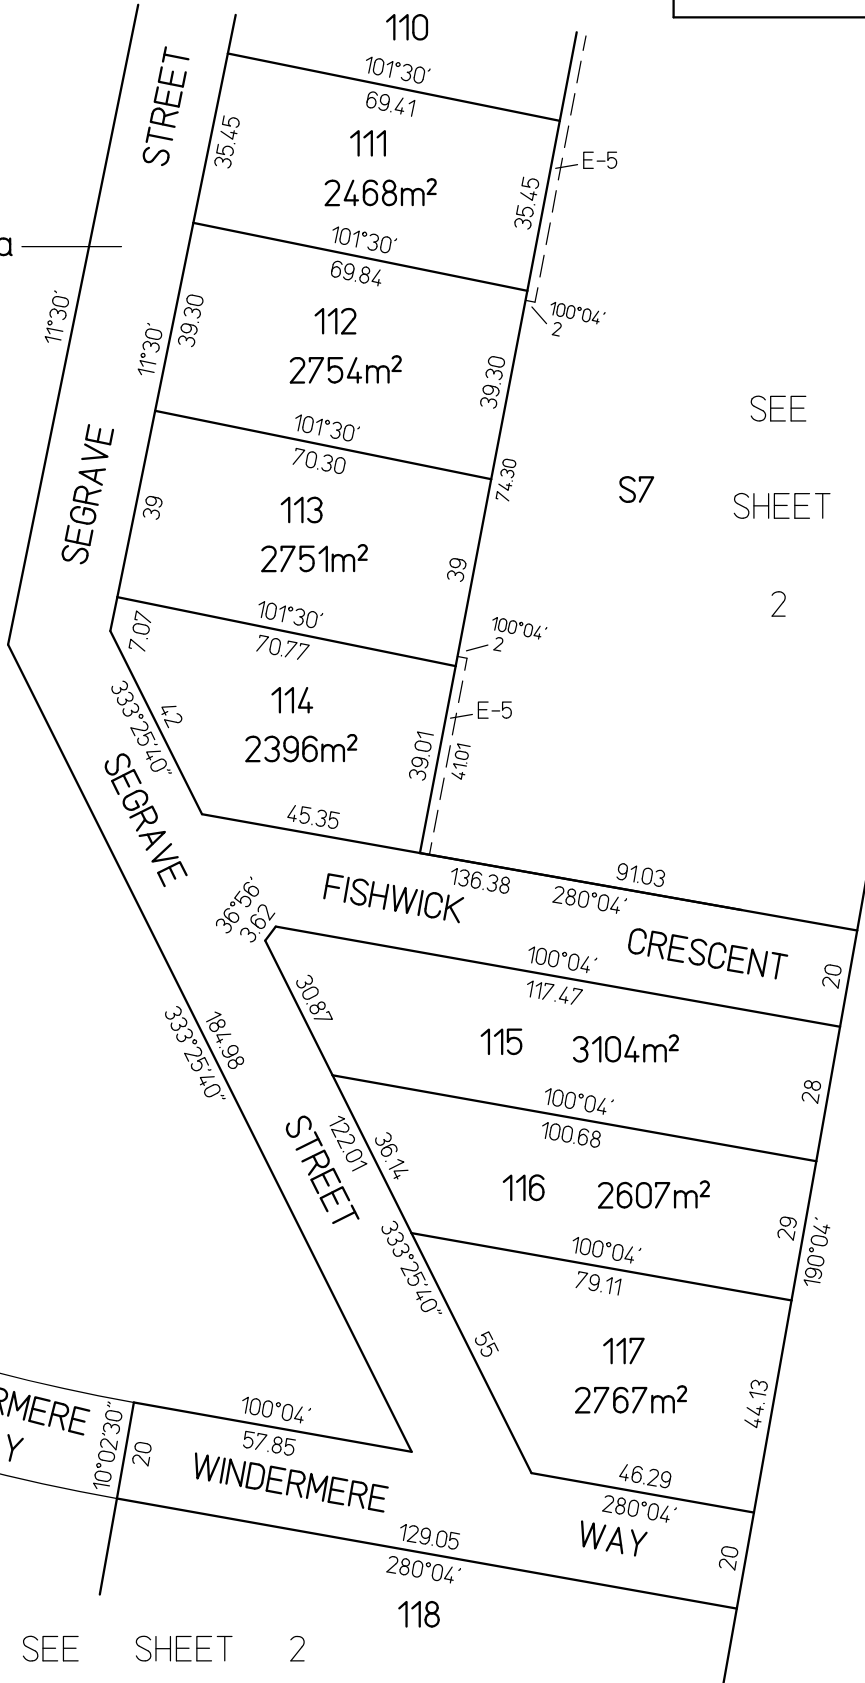 110
101°30′
69.41
STREET
35.45
111
2468m²
35.45
E-5
a
101°30′
69.84
11°30′
11°30′
39.30
112
2754m²
39.30
100°04′
2
SEE
SHEET
2
101°30′
70.30
74.30
S7
SEGRAVE
39
113
2751m²
39
101°30′
70.77
100°04′
2
7.07
114
2396m²
E-5
333°25′40″
42
39.01
41.01
SEGRAVE
45.35
136.38
91.03
280°04′
FISHWICK
CRESCENT
36°56′
3.62
100°04′
117.47
20
30.87
115 3104m²
28
184.98
333°25′40″
100°04′
100.68
STREET
122.01
36.14
116 2607m²
29
190°04′
333°25′40″
100°04′
79.11
55
117
2767m²
44.13
RMERE
Y
10°02′30″
20
100°04′
57.85
WINDERMERE
46.29
280°04′
WAY
20
129.05
280°04′
118
SEE SHEET 2